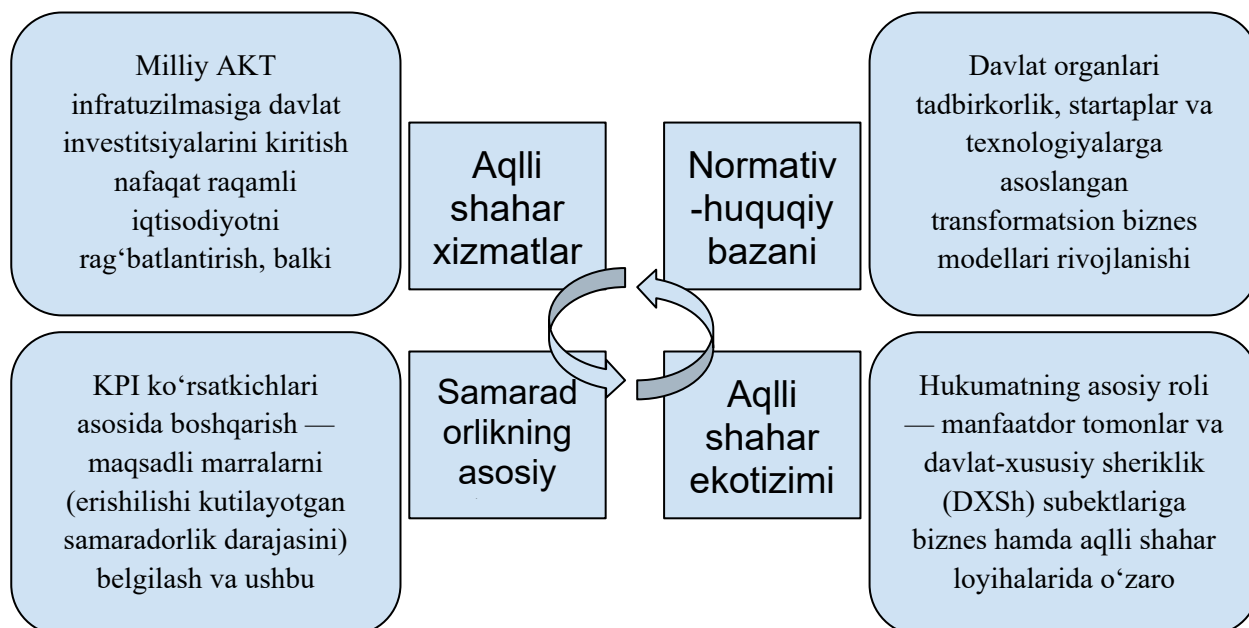 Milliy AKT
infratuzilmasiga davlat
investitsiyalarini kiritish
nafaqat raqamli
iqtisodiyotni
rag‘batlantirish, balki
Aqlli
shahar
xizmatlar
Normativ
-huquqiy
bazani
Davlat organlari
tadbirkorlik, startaplar va
texnologiyalarga
asoslangan
transformatsion biznes
modellari rivojlanishi
KPI ko‘rsatkichlari
asosida boshqarish —
maqsadli marralarni
(erishilishi kutilayotgan
samaradorlik darajasini)
belgilash va ushbu
Samarad
orlikning
asosiy
Aqlli
shahar
ekotizimi
Hukumatning asosiy roli
— manfaatdor tomonlar va
davlat-xususiy sheriklik
(DXSh) subektlariga
biznes hamda aqlli shahar
loyihalarida o‘zaro